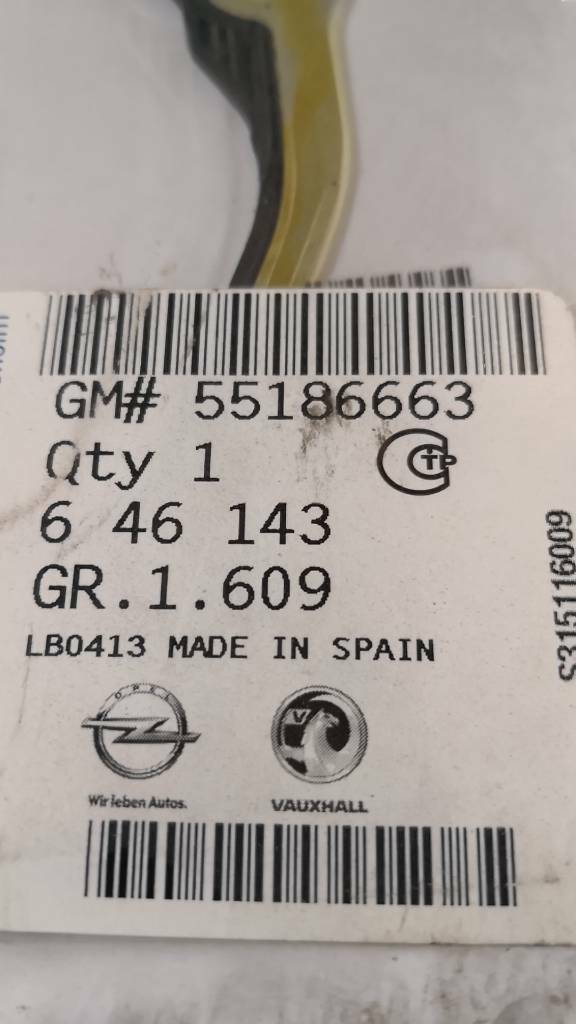 GM# 55186663
Qty 1
6 46 143
GR.1.609
LB0413 MADE IN SPAIN
OPEL
Wir leben Autos.
V
VAUXHALL
S315116009